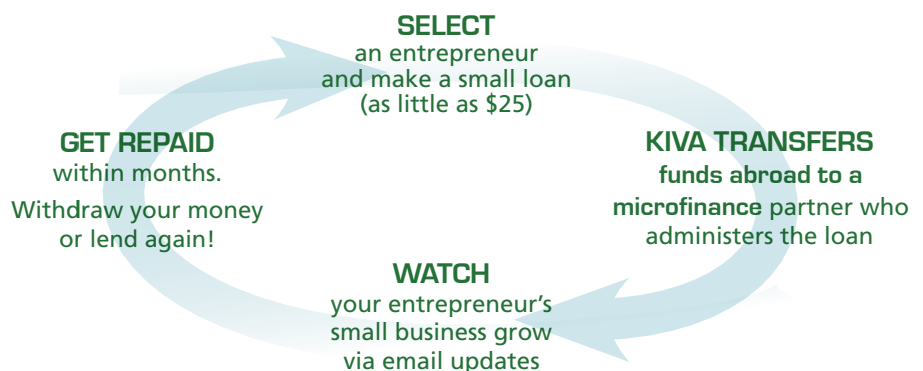 SELECT
an entrepreneur
and make a small loan
(as little as $25)
KIVA TRANSFERS
funds abroad to a
microfinance partner who
administers the loan
WATCH
your entrepreneur’s
small business grow
via email updates
GET REPAID
within months.
Withdraw your money
or lend again!